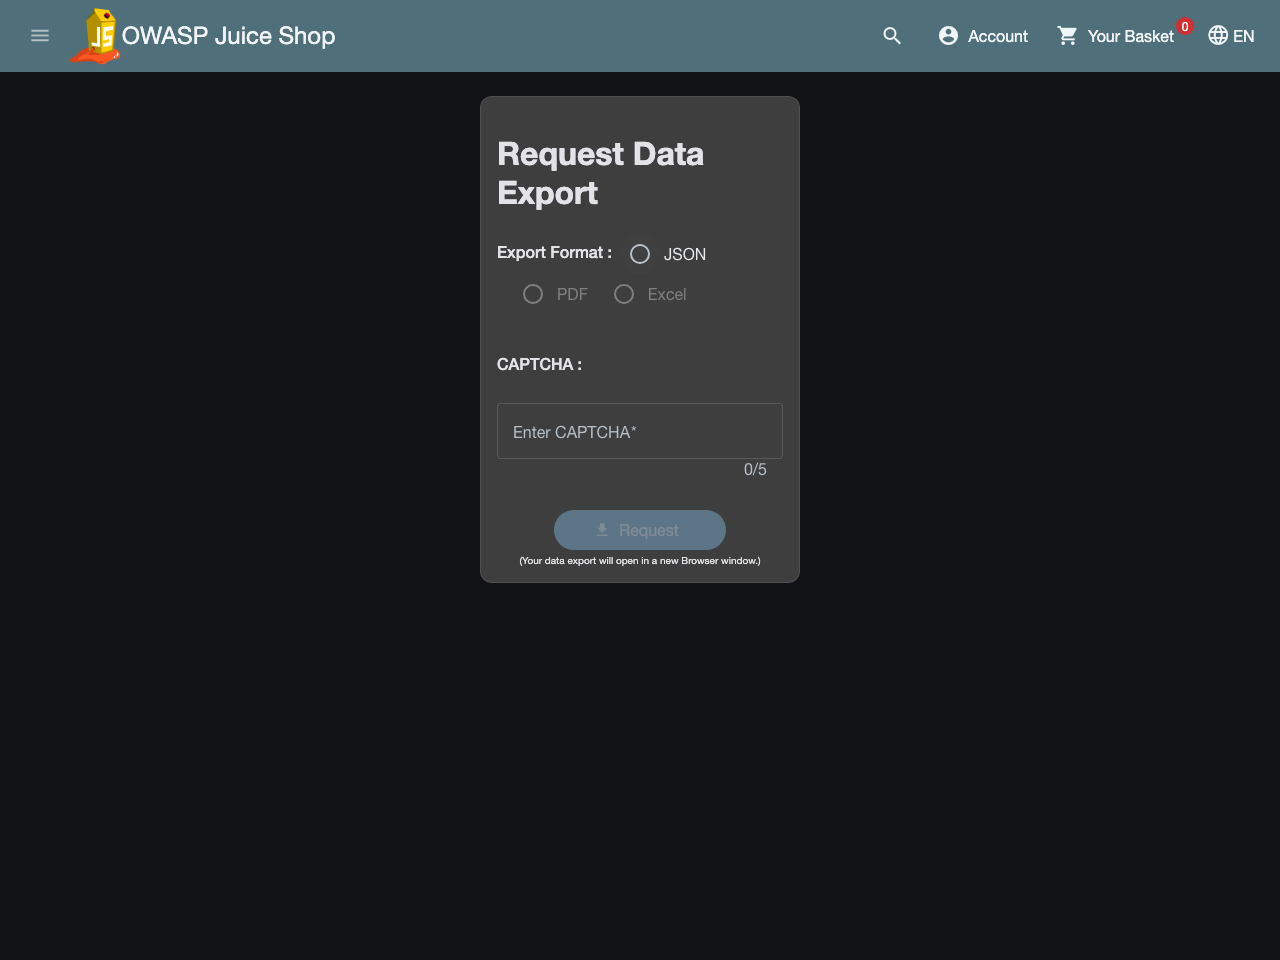 JS
OWASP Juice Shop
Account
Your Basket
0
EN
Request Data
Export
Export Format :
JSON
PDF
Excel
CAPTCHA :
Enter CAPTCHA*
0/5
Request
(Your data export will open in a new Browser window.)